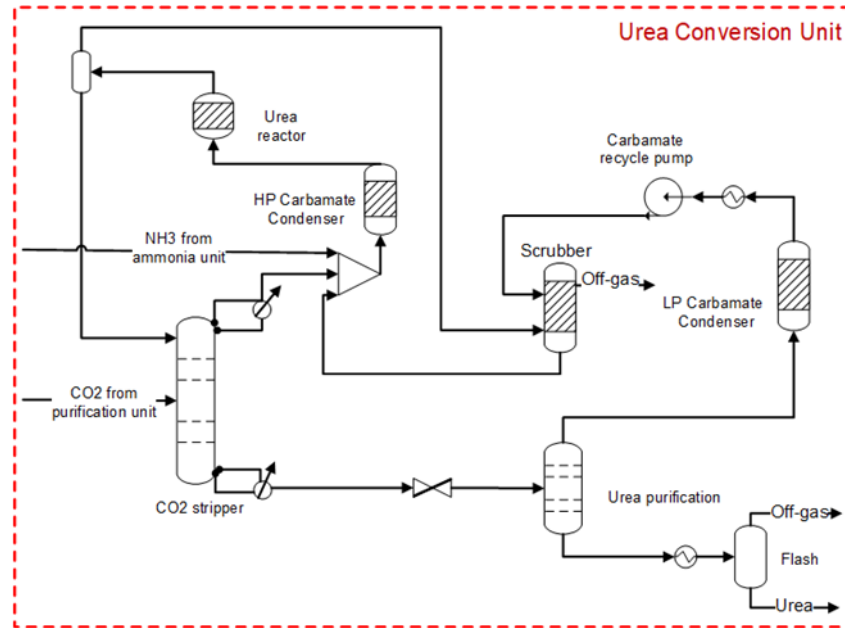 Urea Conversion Unit
Urea
reactor
Carbamate
recycle pump
HP Carbamate
Condenser
NH3 from
ammonia unit
Scrubber
Off-gas
LP Carbamate
Condenser
CO2 from
purification unit
CO2 stripper
Urea purification
Off-gas
Flash
Urea